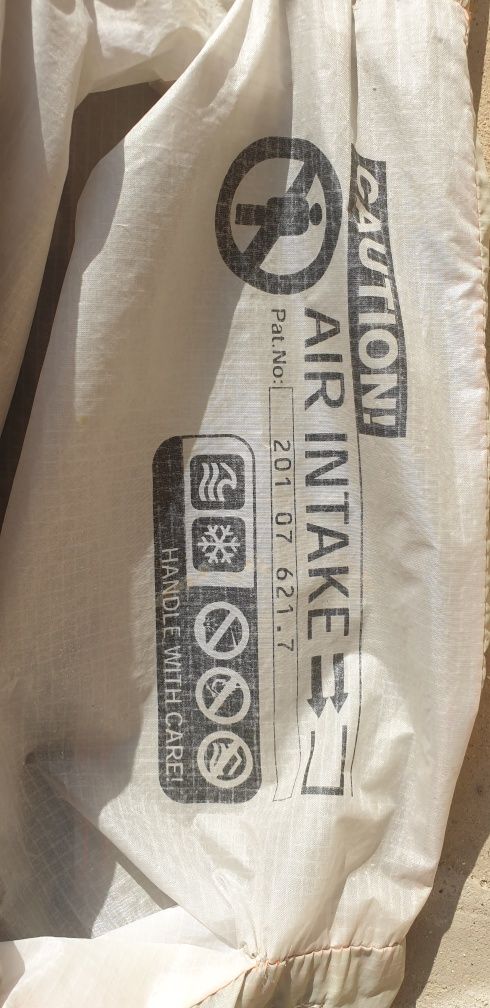 CAUTION!
AIR INTAKE
Pat.No: 201 07 621.7
HANDLE WITH CARE!